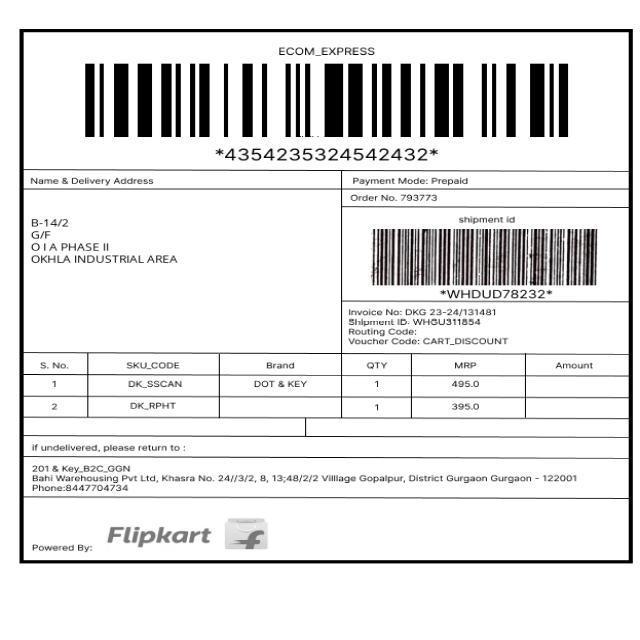 ECOM_EXPRESS
*4354235324542432*
Name & Delivery Address
Payment Mode: Prepaid
Order No. 793773
B-14/2
G/F
O I A PHASE II
OKHLA INDUSTRIAL AREA
shipment id
*WHDUD78232*
Invoice No: DKG 23-24/131481
Shipment ID: WHGU311854
Routing Code:
Voucher Code: CART_DISCOUNT
S. No. SKU_CODE Brand QTY MRP Amount
1 DK_SSCAN DOT & KEY 1 495.0
2 DK_RPHT 1 395.0
if undelivered, please return to :
201 & Key_B2C_GGN
Bahi Warehousing Pvt Ltd, Khasra No. 24//3/2, 8, 13;48/2/2 Villlage Gopalpur, District Gurgaon Gurgaon - 122001
Phone:8447704734
Powered By: Flipkart